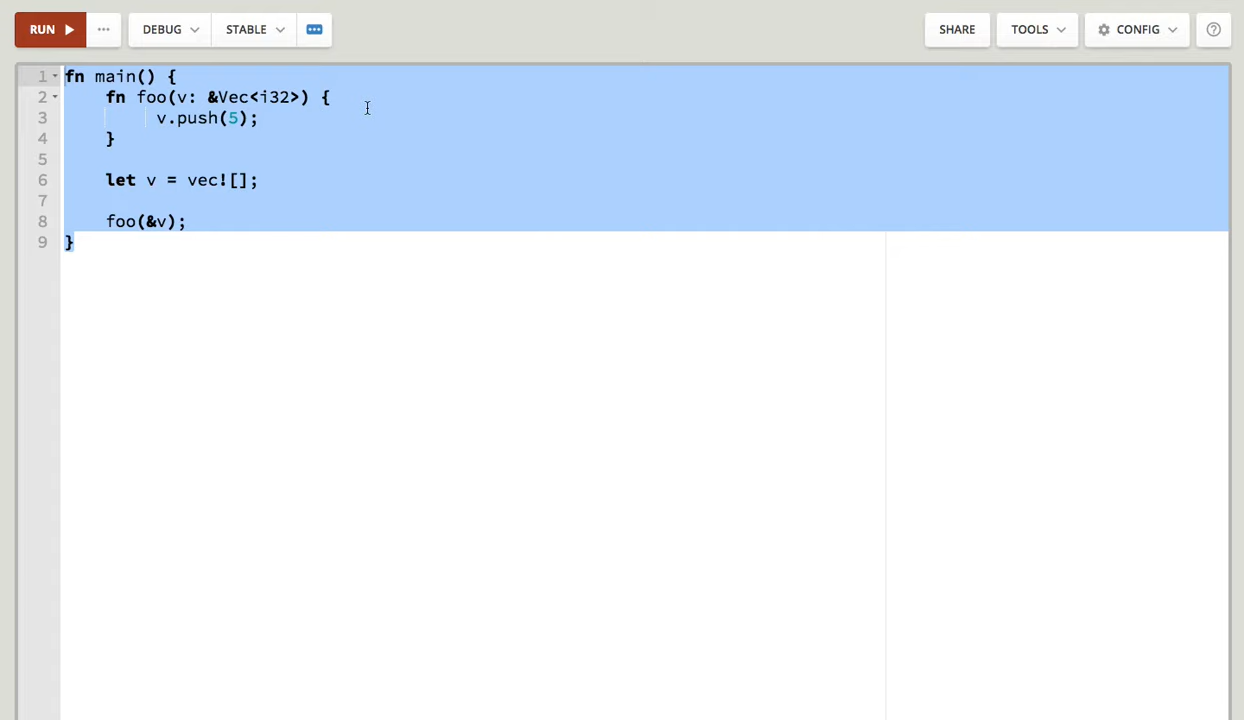 RUN DEBUG STABLE SHARE TOOLS CONFIG
1 fn main() {
2     fn foo(v: &Vec<i32>) {
3         v.push(5);
4     }
5
6     let v = vec![];
7
8     foo(&v);
9 }